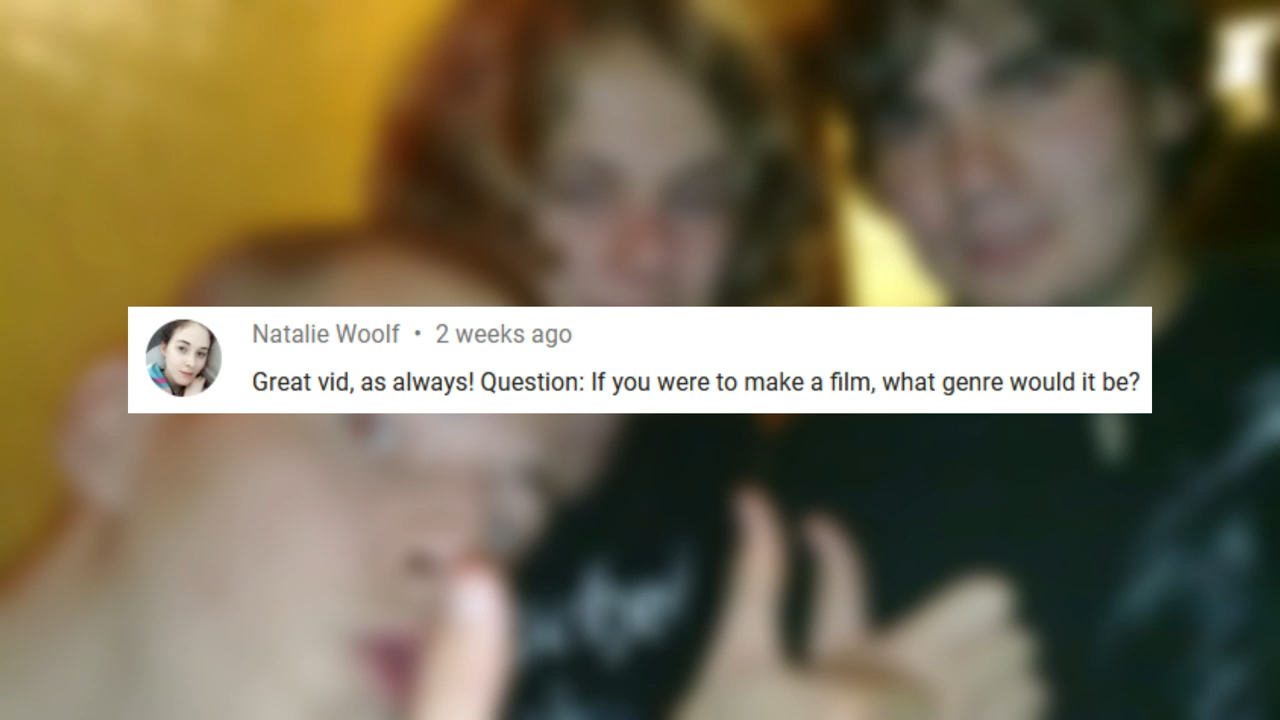 Natalie Woolf • 2 weeks ago
Great vid, as always! Question: If you were to make a film, what genre would it be?